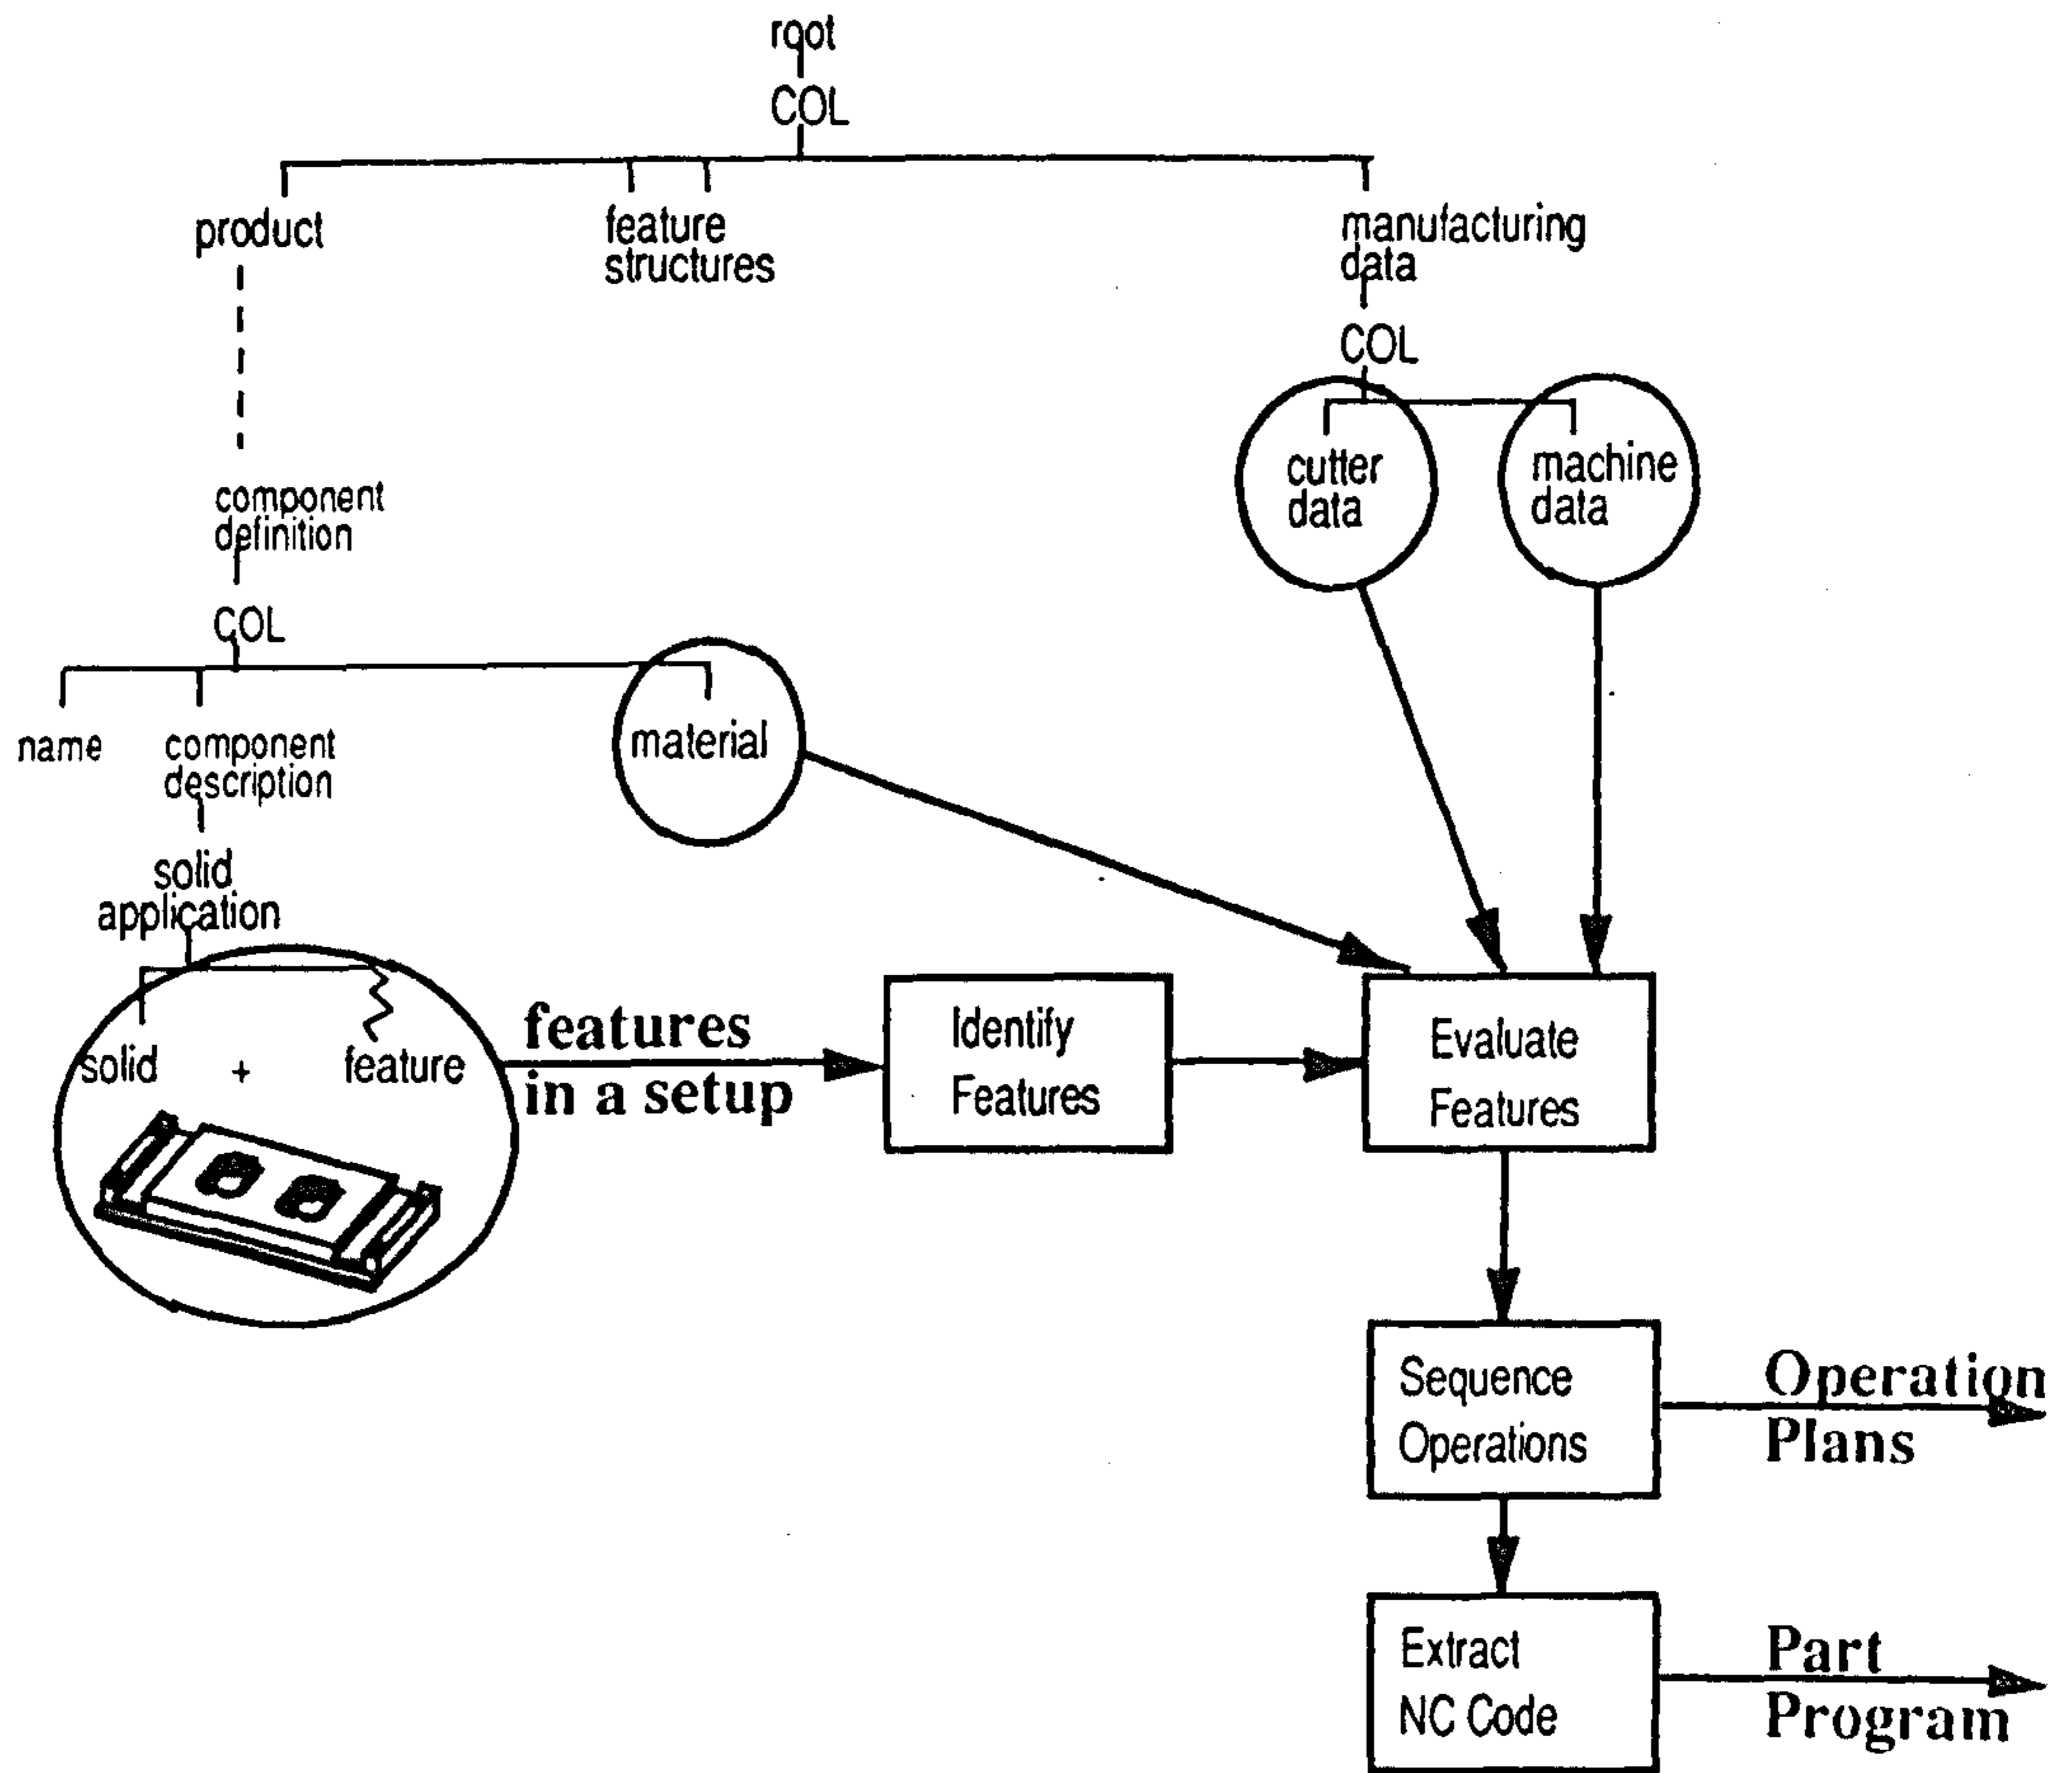 root
COL
product
feature
structures
manufacturing
data
COL
cutter
data
machine
data
component
definition
COL
name
component
description
material
solid
application
solid + feature
features
in a setup
Identify
Features
Evaluate
Features
Sequence
Operations
Operation
Plans
Extract
NC Code
Part
Program